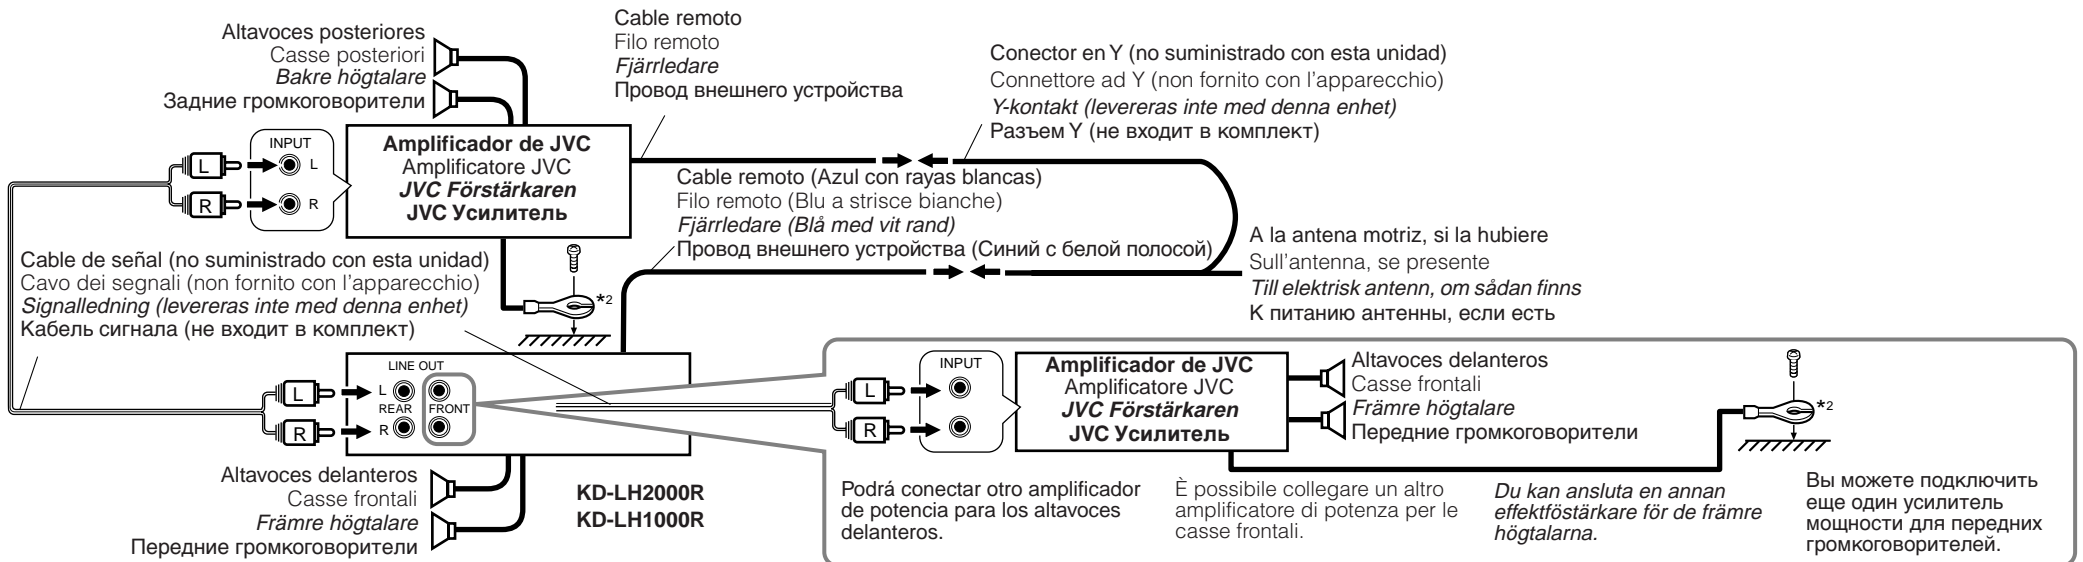 Altavoces posteriores
Casse posteriori
Bakre högtalare
Задние громкоговорители
Cable remoto
Filo remoto
Fjärrledare
Провод внешнего устройства
Conector en Y (no suministrado con esta unidad)
Connettore ad Y (non fornito con l'apparecchio)
Y-kontakt (levereras inte med denna enhet)
Разъем Y (не входит в комплект)
INPUT
L
L
R
R
Amplificador de JVC
Amplificatore JVC
JVC Förstärkaren
JVC Усилитель
Cable remoto (Azul con rayas blancas)
Filo remoto (Blu a strisce bianche)
Fjärrledare (Blå med vit rand)
Провод внешнего устройства (Синий с белой полосой)
A la antena motriz, si la hubiere
Sull'antenna, se presente
Till elektrisk antenn, om sådan finns
К питанию антенны, если есть
Cable de señal (no suministrado con esta unidad)
Cavo dei segnali (non fornito con l'apparecchio)
Signalledning (levereras inte med denna enhet)
Кабель сигнала (не входит в комплект)
*2
LINE OUT
L
L
REAR
FRONT
R
R
Altavoces delanteros
Casse frontali
Främre högtalare
Передние громкоговорители
KD-LH2000R
KD-LH1000R
INPUT
L
R
Amplificador de JVC
Amplificatore JVC
JVC Förstärkaren
JVC Усилитель
Altavoces delanteros
Casse frontali
Främre högtalare
Передние громкоговорители
*2
Podrá conectar otro amplificador
de potencia para los altavoces
delanteros.
È possibile collegare un altro
amplificatore di potenza per le
casse frontali.
Du kan ansluta en annan
effektföstärkare för de främre
högtalarna.
Вы можете подключить
еще один усилитель
мощности для передних
громкоговорителей.